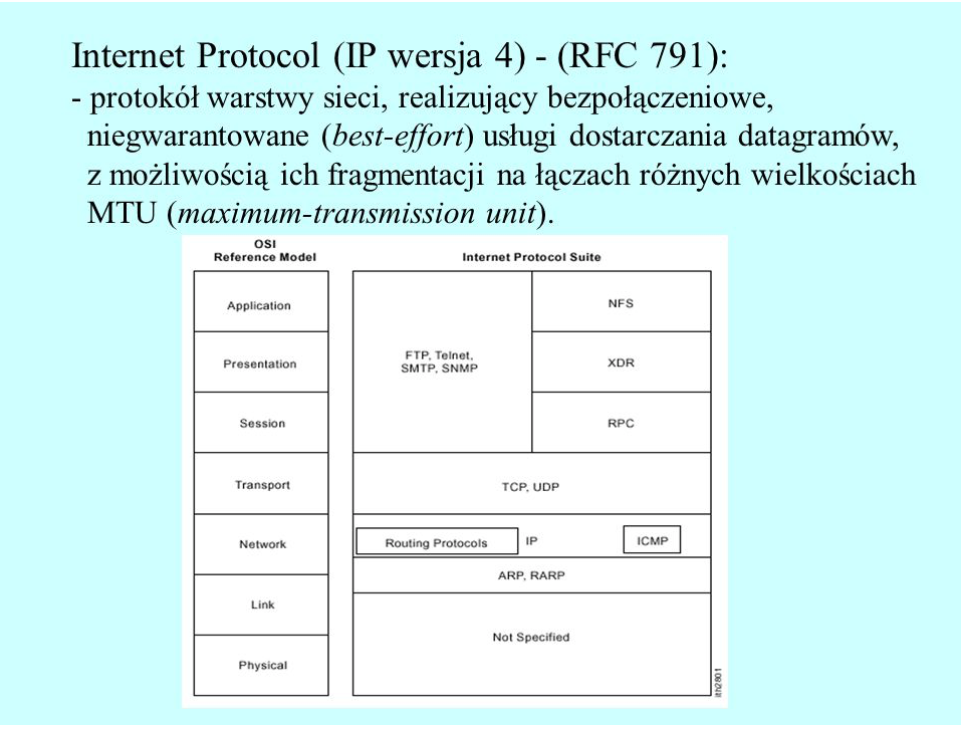 Internet Protocol (IP wersja 4) - (RFC 791):
- protokół warstwy sieci, realizujący bezpołączeniowe,
niegwarantowane (best-effort) usługi dostarczania datagramów,
z możliwością ich fragmentacji na łączach różnych wielkościach
MTU (maximum-transmission unit).
OSI
Reference Model
Internet Protocol Suite
Application
Presentation
Session
Transport
Network
Link
Physical
FTP, Telnet,
SMTP, SNMP
NFS
XDR
RPC
TCP, UDP
Routing Protocols
IP
ICMP
ARP, RARP
Not Specified
ith2801